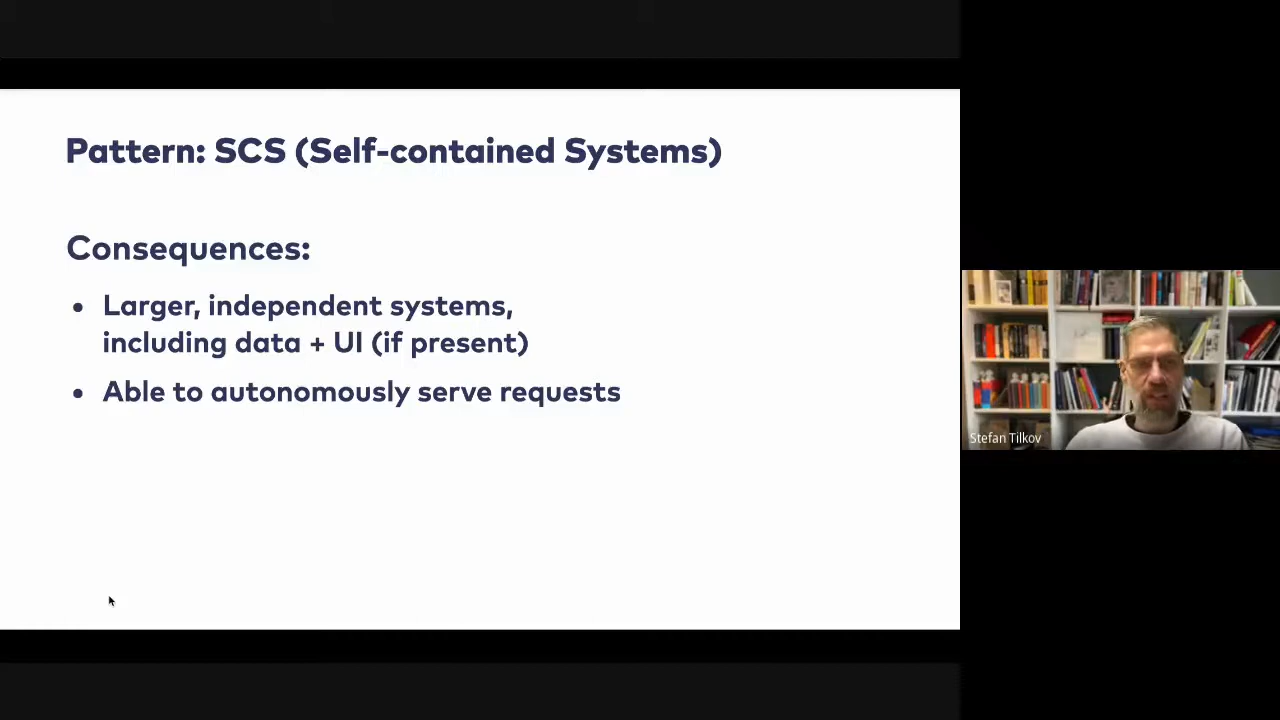 Pattern: SCS (Self-contained Systems)
Consequences:
• Larger, independent systems,
including data + UI (if present)
• Able to autonomously serve requests
Stefan Tilkov